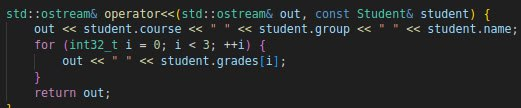 std::ostream& operator<<(std::ostream& out, const Student& student) {
    out << student.course << " " << student.group << " " << student.name;
    for (int32_t i = 0; i < 3; ++i) {
        out << " " << student.grades[i];
    }
    return out;
}